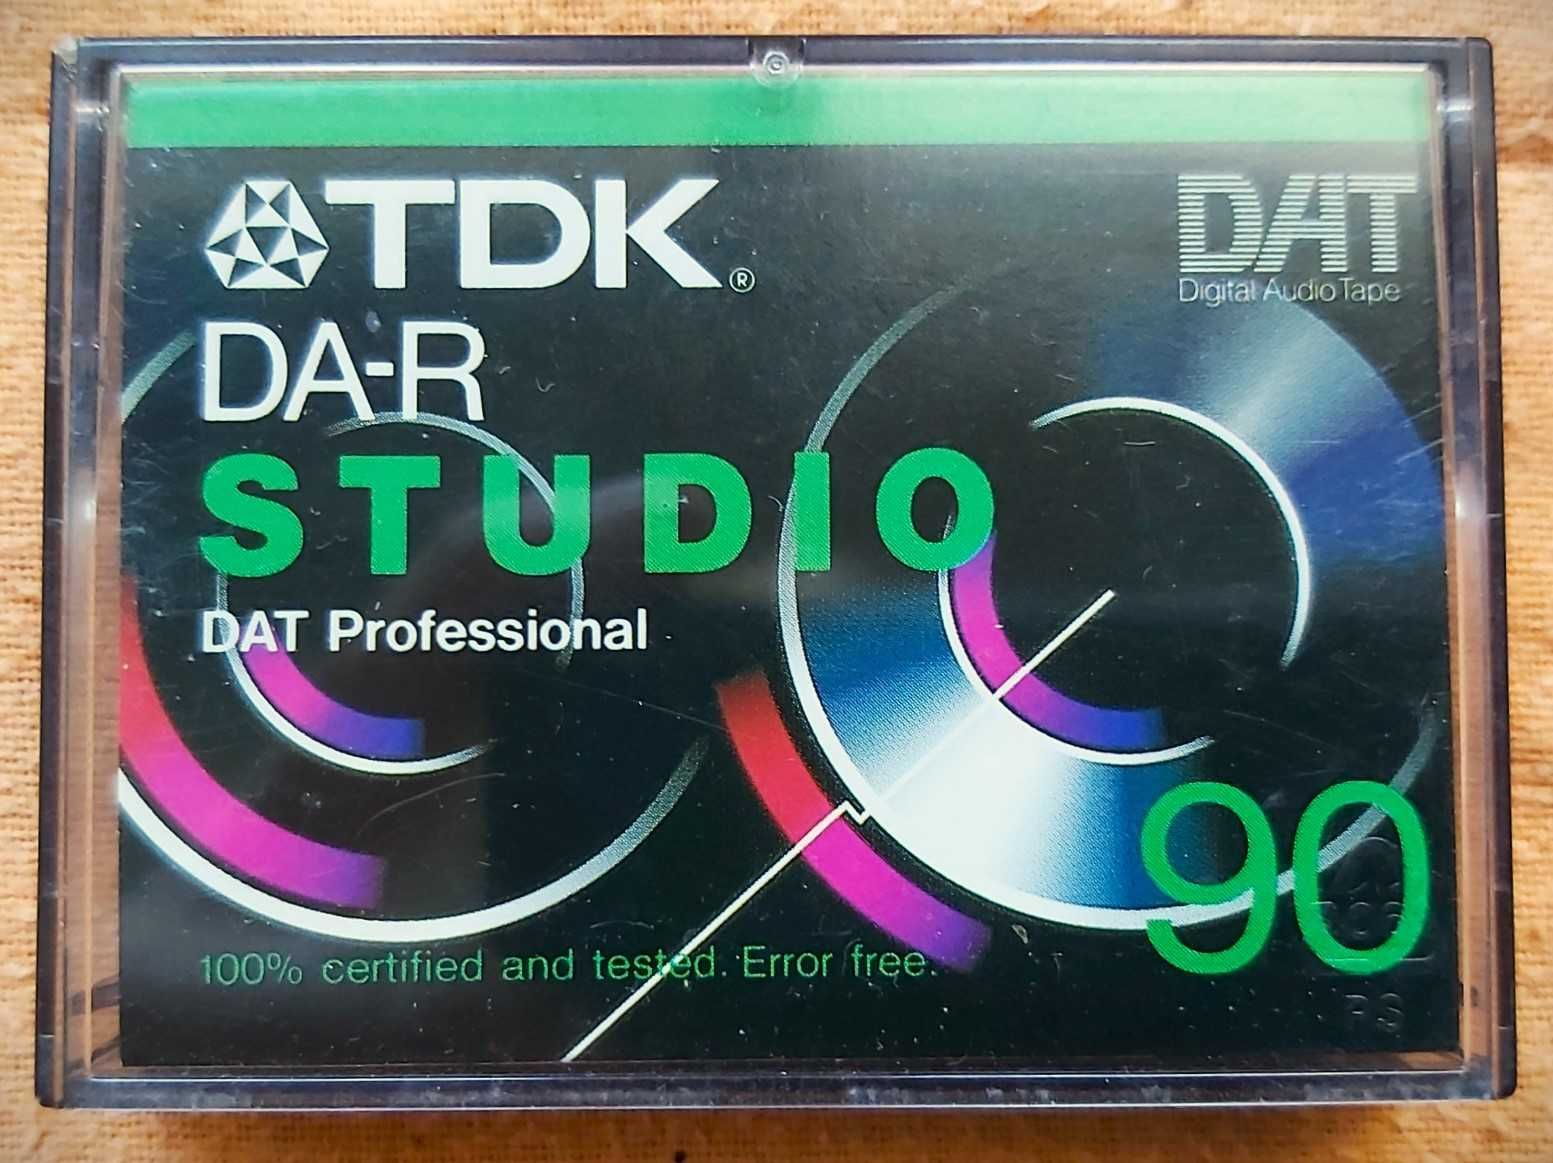 TDK®
DAT
Digital Audio Tape
DA-R
STUDIO
DAT Professional
90
100% certified and tested. Error free.